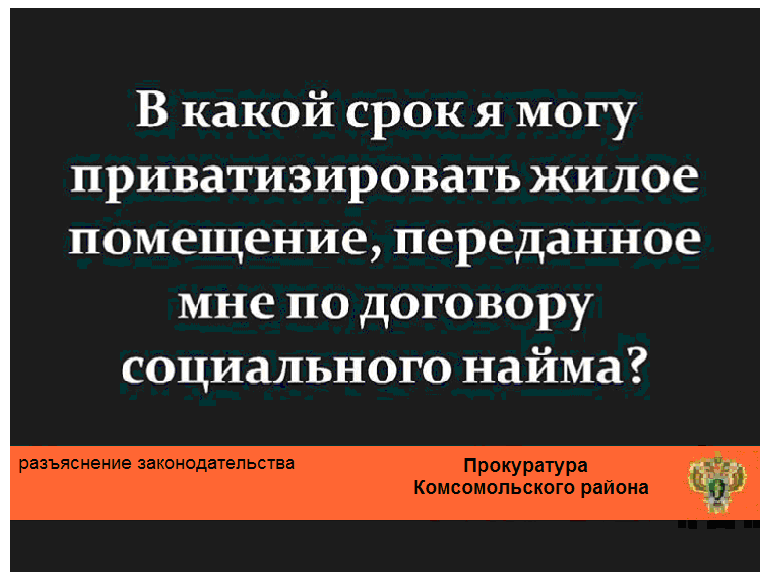 В какой срок я могу
приватизировать жилое
помещение, переданное
мне по договору
социального найма?
разъяснение законодательства
Прокуратура
Комсомольского района